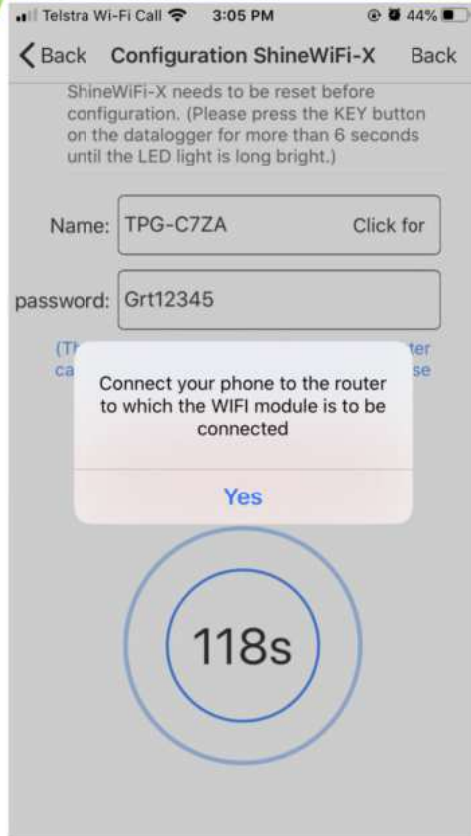 Telstra Wi-Fi Call 3:05 PM 44%
Back Configuration ShineWiFi-X Back
ShineWiFi-X needs to be reset before
configuration. (Please press the KEY button
on the datalogger for more than 6 seconds
until the LED light is long bright.)
Name: TPG-C7ZA Click for
password: Grt12345
Connect your phone to the router
to which the WIFI module is to be
connected
Yes
118s